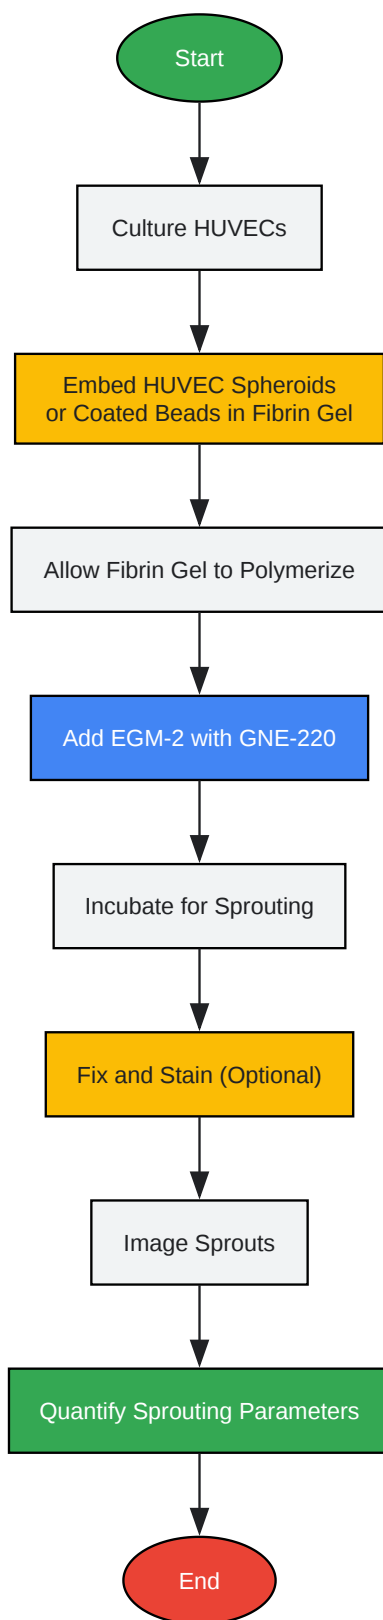 Start
Culture HUVECs
Embed HUVEC Spheroids
or Coated Beads in Fibrin Gel
Allow Fibrin Gel to Polymerize
Add EGM-2 with GNE-220
Incubate for Sprouting
Fix and Stain (Optional)
Image Sprouts
Quantify Sprouting Parameters
End